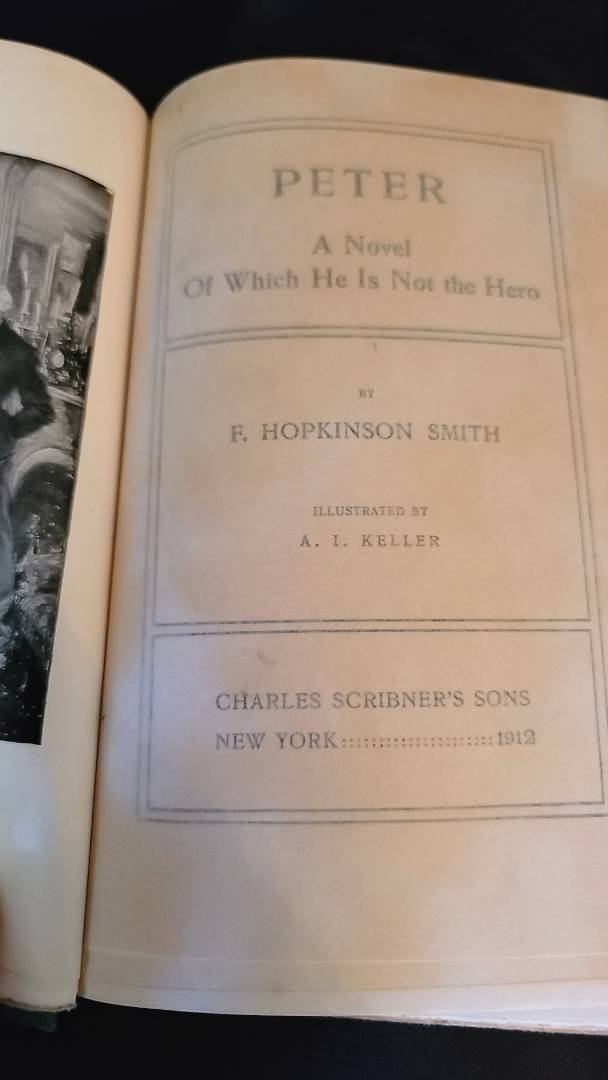 PETER
A Novel
Of Which He Is Not the Hero
BY
F. HOPKINSON SMITH
ILLUSTRATED BY
A. I. KELLER
CHARLES SCRIBNER'S SONS
NEW YORK:::::::::::::::::::::1912